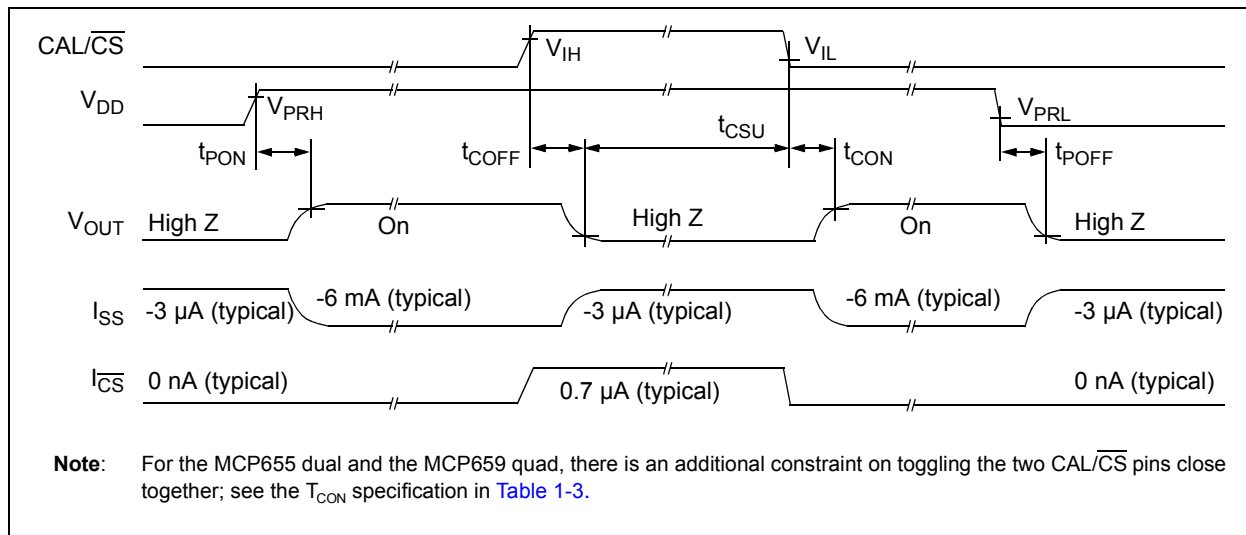 CAL/CS
V_IH
V_IL
V_DD
V_PRH
V_PRL
t_PON
t_COFF
t_CSU
t_CON
t_POFF
V_OUT
High Z
On
High Z
On
High Z
I_SS
-3 µA (typical)
-6 mA (typical)
-3 µA (typical)
-6 mA (typical)
-3 µA (typical)
I_CS
0 nA (typical)
0.7 µA (typical)
0 nA (typical)
Note: For the MCP655 dual and the MCP659 quad, there is an additional constraint on toggling the two CAL/CS pins close
together; see the T_CON specification in Table 1-3.